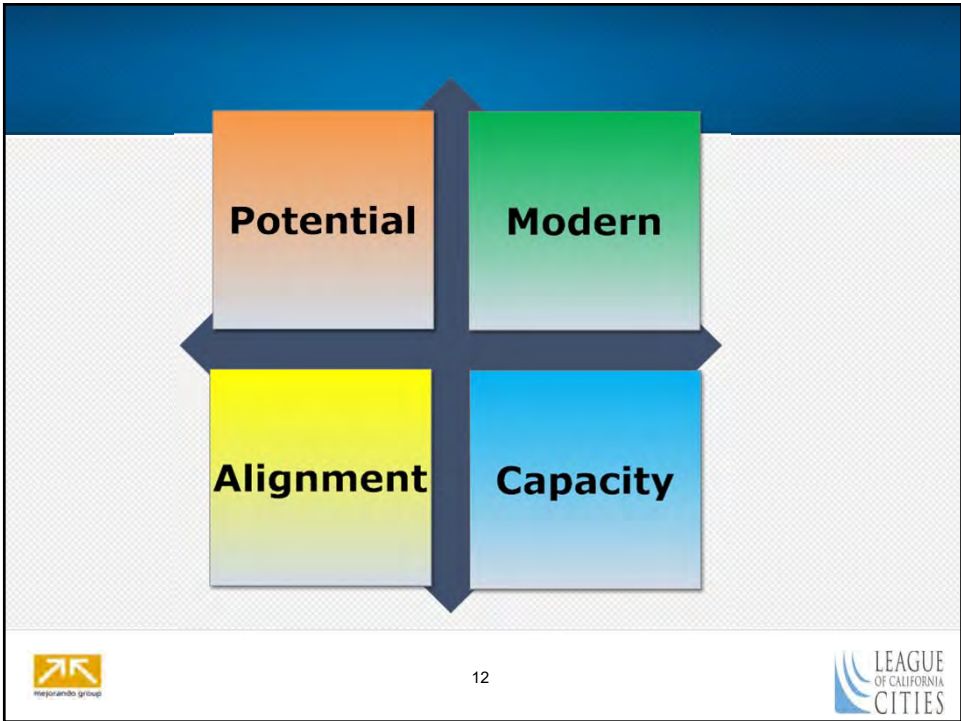 Potential
Modern
Alignment
Capacity
mejorando group
12
LEAGUE
OF CALIFORNIA
CITIES